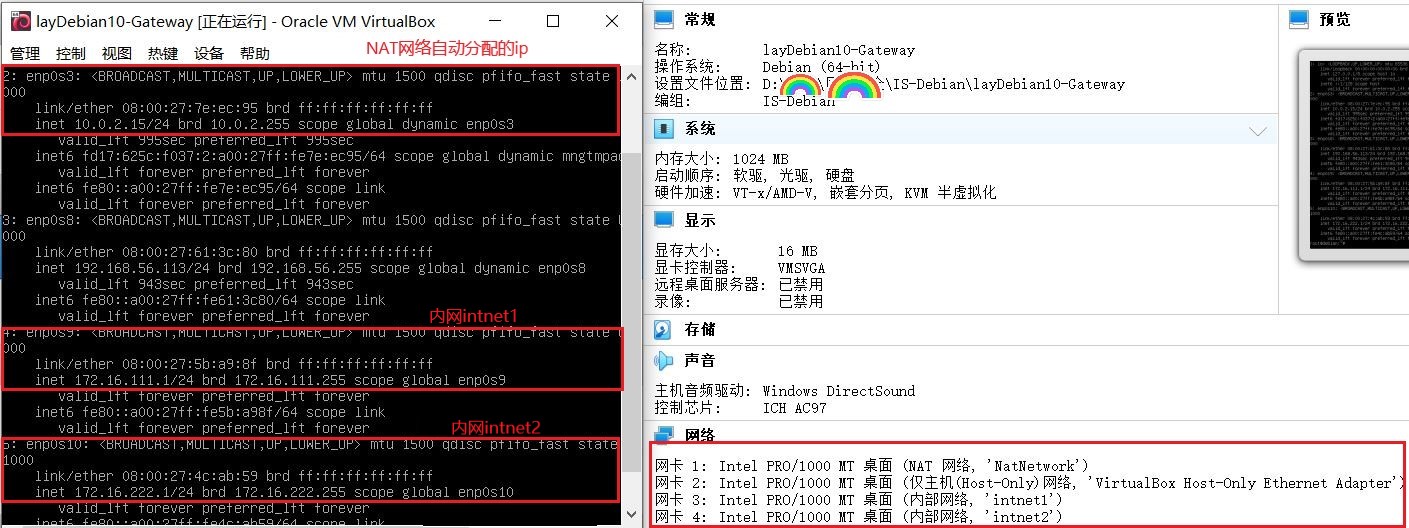 layDebian10-Gateway [正在运行] - Oracle VM VirtualBox
管理 控制 视图 热键 设备 帮助
NAT网络自动分配的ip
2: enp0s3: <BROADCAST,MULTICAST,UP,LOWER_UP> mtu 1500 qdisc pfifo_fast state
000
link/ether 08:00:27:7e:ec:95 brd ff:ff:ff:ff:ff:ff
inet 10.0.2.15/24 brd 10.0.2.255 scope global dynamic enp0s3
valid_lft 995sec preferred_lft 995sec
inet6 fd17:625c:f037:2:a00:27ff:fe7e:ec95/64 scope global dynamic mngtmpad
valid_lft forever preferred_lft forever
inet6 fe80::a00:27ff:fe7e:ec95/64 scope link
valid_lft forever preferred_lft forever
3: enp0s8: <BROADCAST,MULTICAST,UP,LOWER_UP> mtu 1500 qdisc pfifo_fast state
000
link/ether 08:00:27:61:3c:80 brd ff:ff:ff:ff:ff:ff
inet 192.168.56.113/24 brd 192.168.56.255 scope global dynamic enp0s8
valid_lft 943sec preferred_lft 943sec
inet6 fe80::a00:27ff:fe61:3c80/64 scope link
valid_lft forever preferred_lft forever
内网intnet1
4: enp0s9: <BROADCAST,MULTICAST,UP,LOWER_UP> mtu 1500 qdisc pfifo_fast state
000
link/ether 08:00:27:5b:a9:8f brd ff:ff:ff:ff:ff:ff
inet 172.16.111.1/24 brd 172.16.111.255 scope global enp0s9
valid_lft forever preferred_lft forever
inet6 fe80::a00:27ff:fe5b:a98f/64 scope link
valid_lft forever preferred_lft forever
内网intnet2
5: enp0s10: <BROADCAST,MULTICAST,UP,LOWER_UP> mtu 1500 qdisc pfifo_fast state
1000
link/ether 08:00:27:4c:ab:59 brd ff:ff:ff:ff:ff:ff
inet 172.16.222.1/24 brd 172.16.222.255 scope global enp0s10
valid_lft forever preferred_lft forever
inet6 fe80::a00:27ff:fe4c:ab59/64 scope link
常规
名称: layDebian10-Gateway
操作系统: Debian (64-bit)
设置文件位置: D:\ \IS-Debian\layDebian10-Gateway
编组: IS-Debian
系统
内存大小: 1024 MB
启动顺序: 软驱, 光驱, 硬盘
硬件加速: VT-x/AMD-V, 嵌套分页, KVM 半虚拟化
显示
显存大小: 16 MB
显卡控制器: VMSVGA
远程桌面服务器: 已禁用
录像: 已禁用
存储
声音
主机音频驱动: Windows DirectSound
控制芯片: ICH AC97
网络
网卡 1: Intel PRO/1000 MT 桌面 (NAT 网络, 'NatNetwork')
网卡 2: Intel PRO/1000 MT 桌面 (仅主机(Host-Only)网络, 'VirtualBox Host-Only Ethernet Adapter')
网卡 3: Intel PRO/1000 MT 桌面 (内部网络, 'intnet1')
网卡 4: Intel PRO/1000 MT 桌面 (内部网络, 'intnet2')
预览